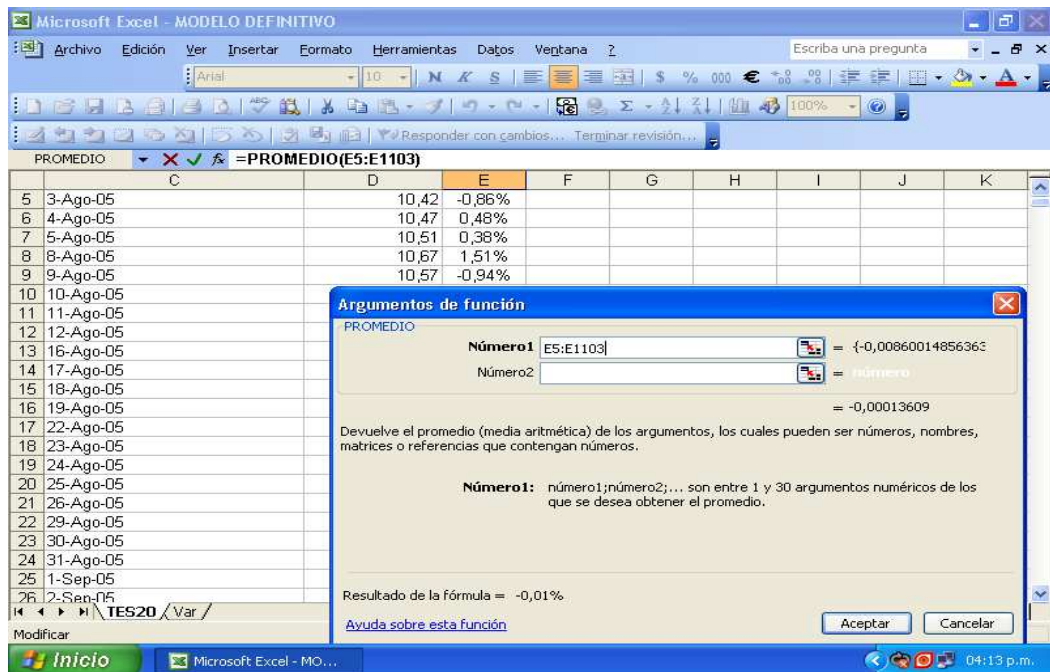 Microsoft Excel - MODELO DEFINITIVO
Archivo Edición Ver Insertar Formato Herramientas Datos Ventana ? Escriba una pregunta
Arial 10 N K S $ % 000 €
100%
Responder con cambios... Terminar revisión...
PROMEDIO =PROMEDIO(E5:E1103)
C D E F G H I J K
5 3-Ago-05 10,42 -0,86%
6 4-Ago-05 10,47 0,48%
7 5-Ago-05 10,51 0,38%
8 8-Ago-05 10,67 1,51%
9 9-Ago-05 10,57 -0,94%
10 10-Ago-05
11 11-Ago-05
12 12-Ago-05
13 16-Ago-05
14 17-Ago-05
15 18-Ago-05
16 19-Ago-05
17 22-Ago-05
18 23-Ago-05
19 24-Ago-05
20 25-Ago-05
21 26-Ago-05
22 29-Ago-05
23 30-Ago-05
24 31-Ago-05
25 1-Sep-05
26 2-Sep-05
Argumentos de función
PROMEDIO
Número1 E5:E1103 = {-0,00860014856363
Número2 = número
= -0,00013609
Devuelve el promedio (media aritmética) de los argumentos, los cuales pueden ser números, nombres,
matrices o referencias que contengan números.
Número1: número1;número2;... son entre 1 y 30 argumentos numéricos de los
que se desea obtener el promedio.
Resultado de la fórmula = -0,01%
Ayuda sobre esta función Aceptar Cancelar
TES20 Var
Modificar
Inicio Microsoft Excel - MO... 04:13 p.m.